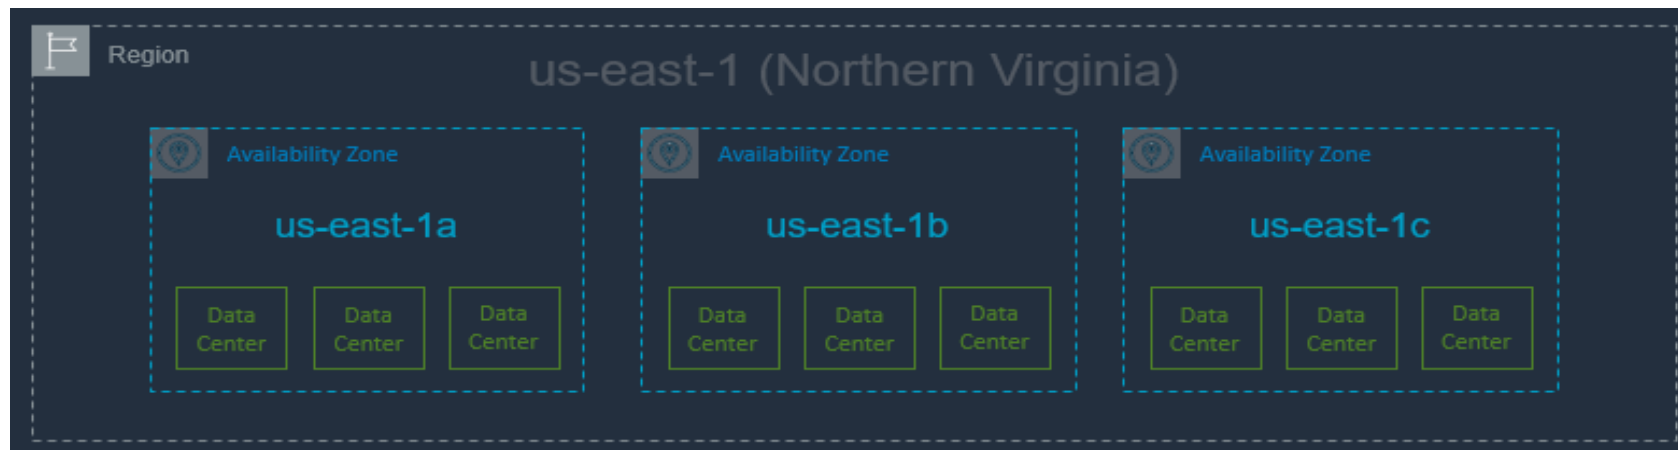 Region
us-east-1 (Northern Virginia)
Availability Zone
us-east-1a
Data
Center
Data
Center
Data
Center
Availability Zone
us-east-1b
Data
Center
Data
Center
Data
Center
Availability Zone
us-east-1c
Data
Center
Data
Center
Data
Center